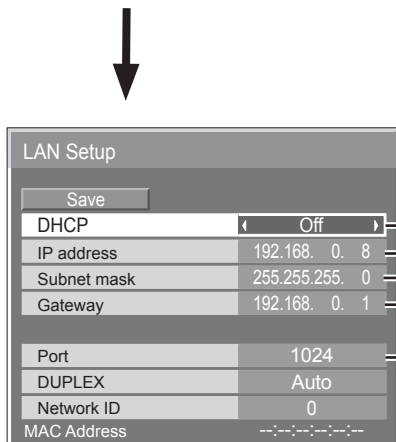 LAN Setup
Save
DHCP Off
IP address 192.168. 0. 8
Subnet mask 255.255.255. 0
Gateway 192.168. 0. 1
Port 1024
DUPLEX Auto
Network ID 0
MAC Address --:--:--:--:--:--